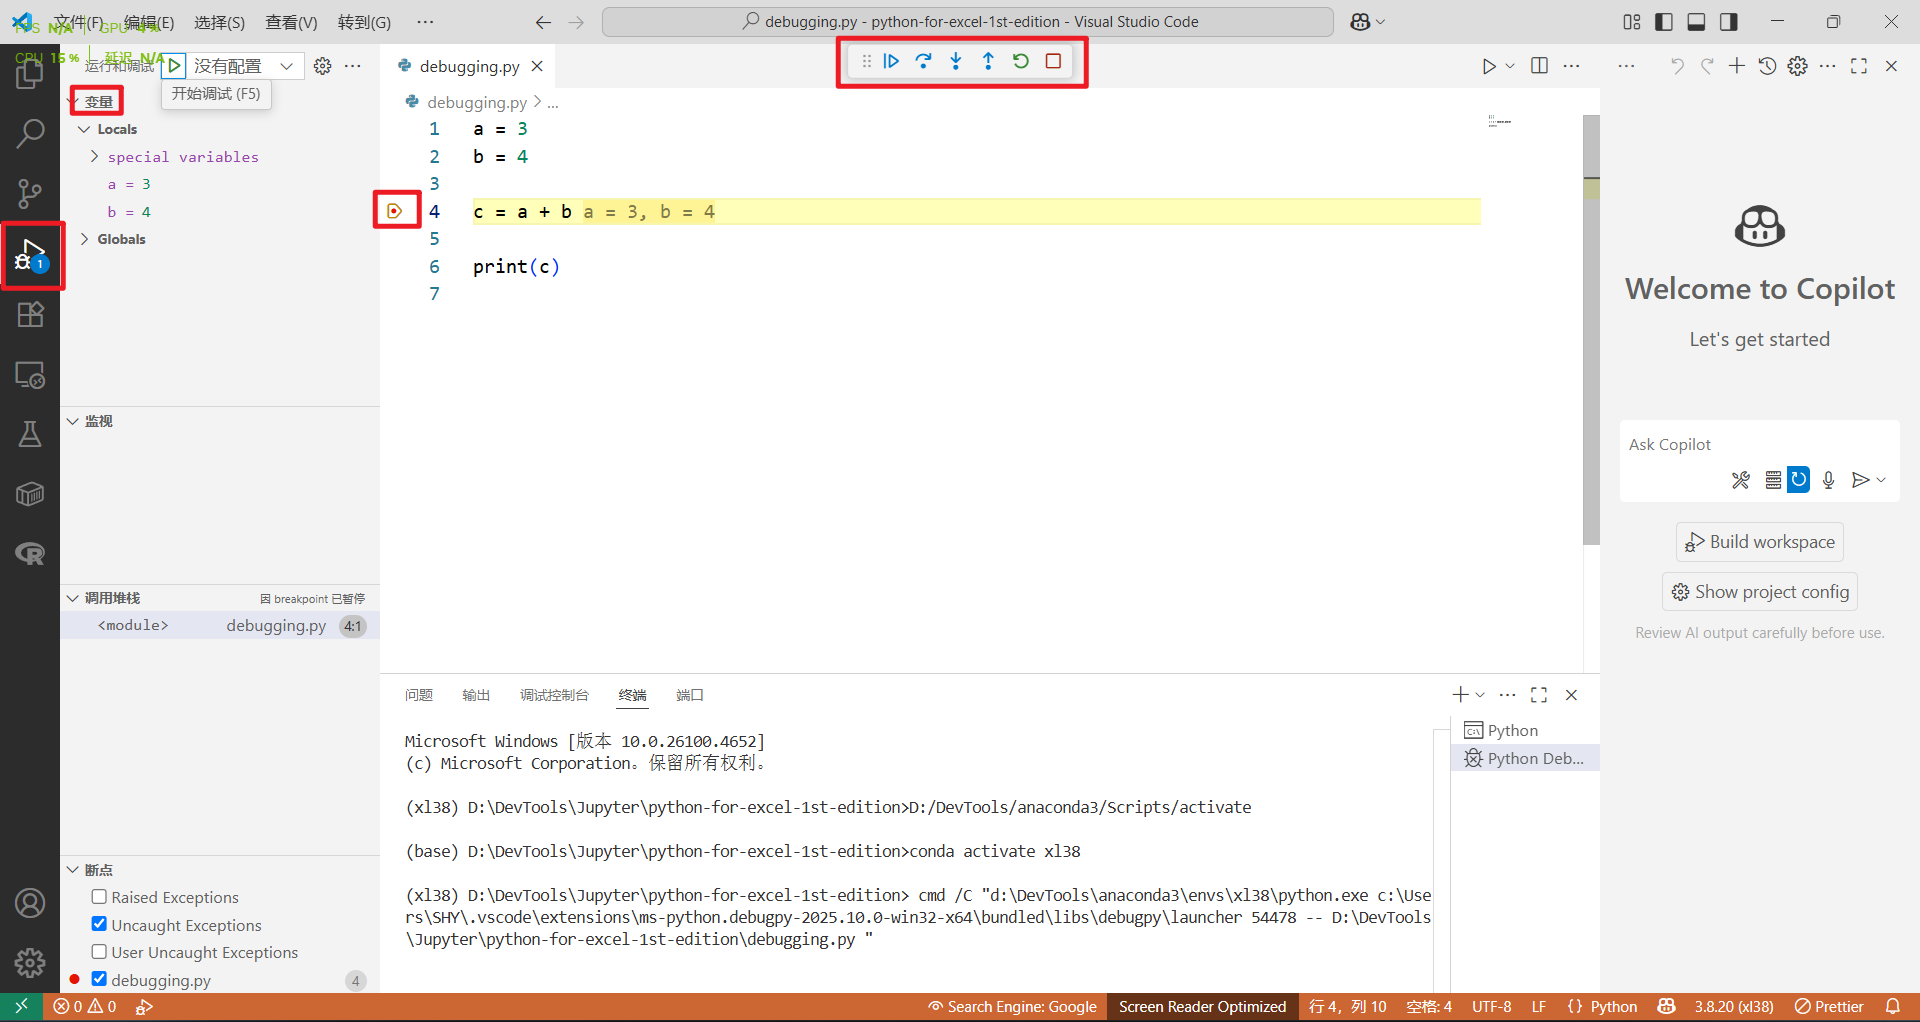 文件(F) 编辑(E) 选择(S) 查看(V) 转到(G) ···
debugging.py - python-for-excel-1st-edition - Visual Studio Code
N/A GPU 4%
CPU 15% 延迟 N/A
运行和调试 没有配置
开始调试 (F5)
变量
Locals
special variables
a = 3
b = 4
Globals
监视
调用堆栈 因 breakpoint 已暂停
<module> debugging.py 4:1
断点
Raised Exceptions
Uncaught Exceptions
User Uncaught Exceptions
debugging.py 4
debugging.py
debugging.py > ...
1 a = 3
2 b = 4
3
4 c = a + b a = 3, b = 4
5
6 print(c)
7
问题 输出 调试控制台 终端 端口
Microsoft Windows [版本 10.0.26100.4652]
(c) Microsoft Corporation。保留所有权利。
(xl38) D:\DevTools\Jupyter\python-for-excel-1st-edition>D:/DevTools/anaconda3/Scripts/activate
(base) D:\DevTools\Jupyter\python-for-excel-1st-edition>conda activate xl38
(xl38) D:\DevTools\Jupyter\python-for-excel-1st-edition> cmd /C "d:\DevTools\anaconda3\envs\xl38\python.exe c:\Use
rs\SHY\.vscode\extensions\ms-python.debugpy-2025.10.0-win32-x64\bundled\libs\debugpy\launcher 54478 -- D:\DevTools
\Jupyter\python-for-excel-1st-edition\debugging.py "
Python
Python Deb...
Welcome to Copilot
Let's get started
Ask Copilot
Build workspace
Show project config
Review AI output carefully before use.
0 0
Search Engine: Google
Screen Reader Optimized
行 4，列 10
空格: 4
UTF-8
LF
{} Python
3.8.20 (xl38)
Prettier